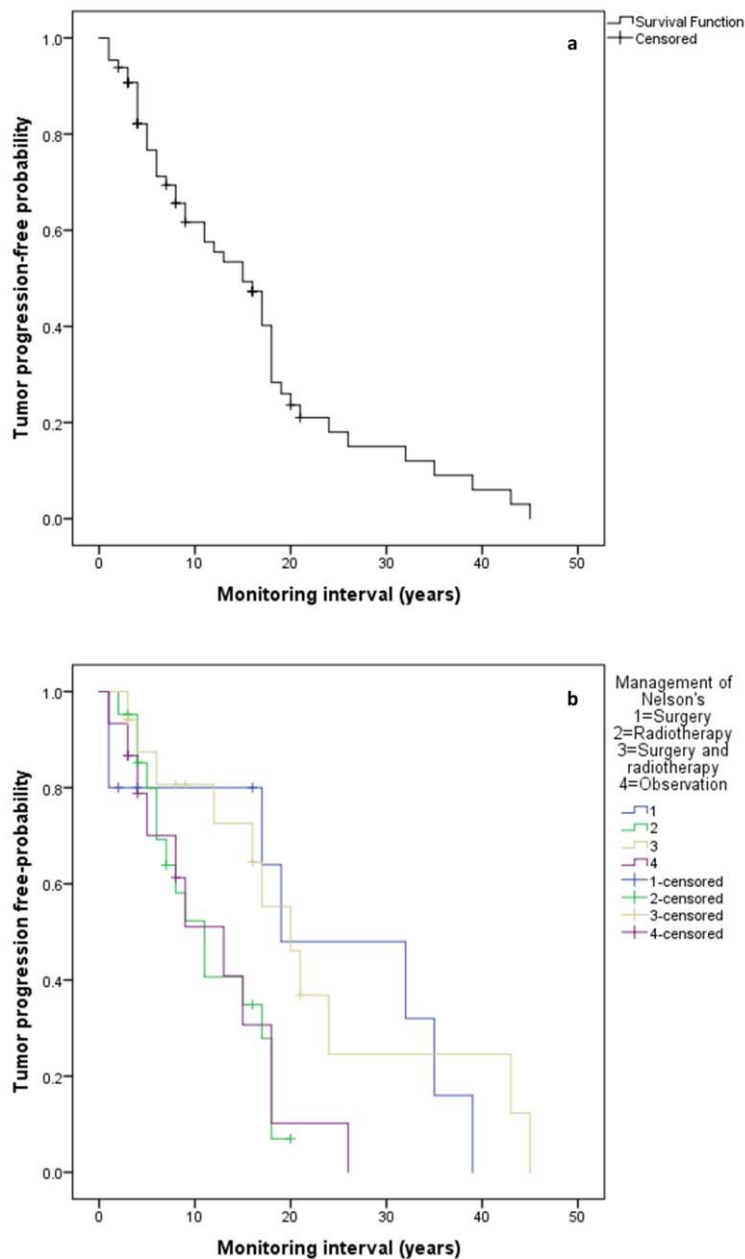 a
Survival Function
Censored
Tumor progression-free probability
1.0
0.8
0.6
0.4
0.2
0.0
0 10 20 30 40 50
Monitoring interval (years)
b
Management of
Nelson's
1=Surgery
2=Radiotherapy
3=Surgery and
radiotherapy
4=Observation
1
2
3
4
1-censored
2-censored
3-censored
4-censored
Tumor progression free-probability
1.0
0.8
0.6
0.4
0.2
0.0
0 10 20 30 40 50
Monitoring interval (years)